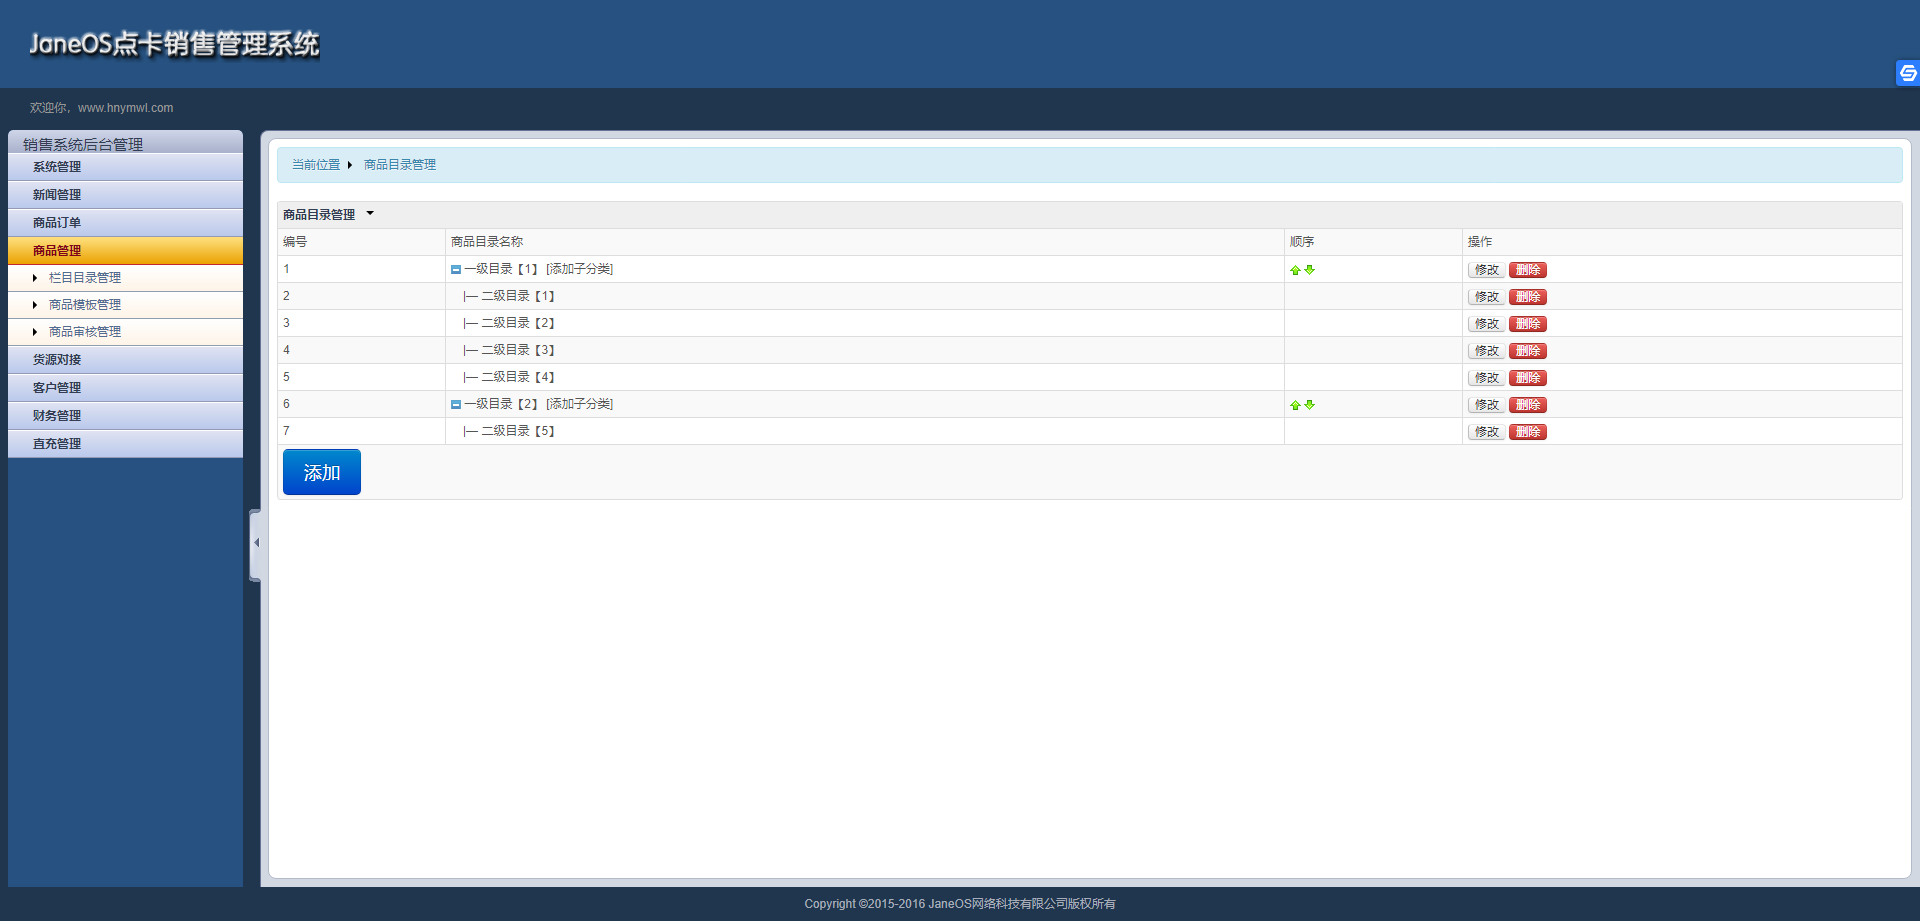 JaneOS点卡销售管理系统
欢迎你，www.hnymwl.com
销售系统后台管理
系统管理
新闻管理
商品订单
商品管理
栏目目录管理
商品模板管理
商品审核管理
货源对接
客户管理
财务管理
直充管理
当前位置 商品目录管理
商品目录管理
编号 商品目录名称 顺序 操作
1 一级目录【1】 [添加子分类] 修改 删除
2 |— 二级目录【1】 修改 删除
3 |— 二级目录【2】 修改 删除
4 |— 二级目录【3】 修改 删除
5 |— 二级目录【4】 修改 删除
6 一级目录【2】 [添加子分类] 修改 删除
7 |— 二级目录【5】 修改 删除
添加
Copyright ©2015-2016 JaneOS网络科技有限公司版权所有